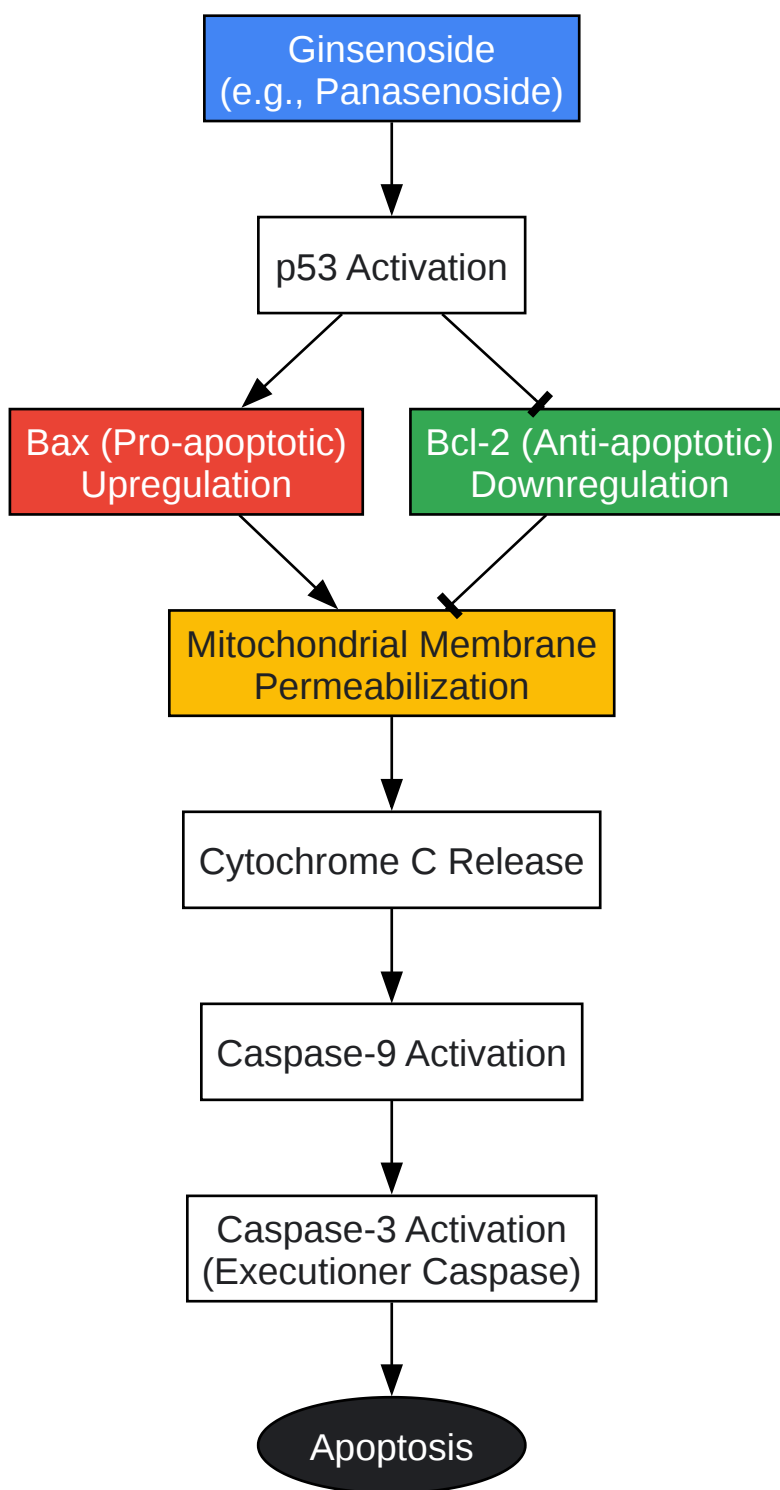 Ginsenoside
(e.g., Panasenoside)
p53 Activation
Bax (Pro-apoptotic)
Upregulation
Bcl-2 (Anti-apoptotic)
Downregulation
Mitochondrial Membrane
Permeabilization
Cytochrome C Release
Caspase-9 Activation
Caspase-3 Activation
(Executioner Caspase)
Apoptosis